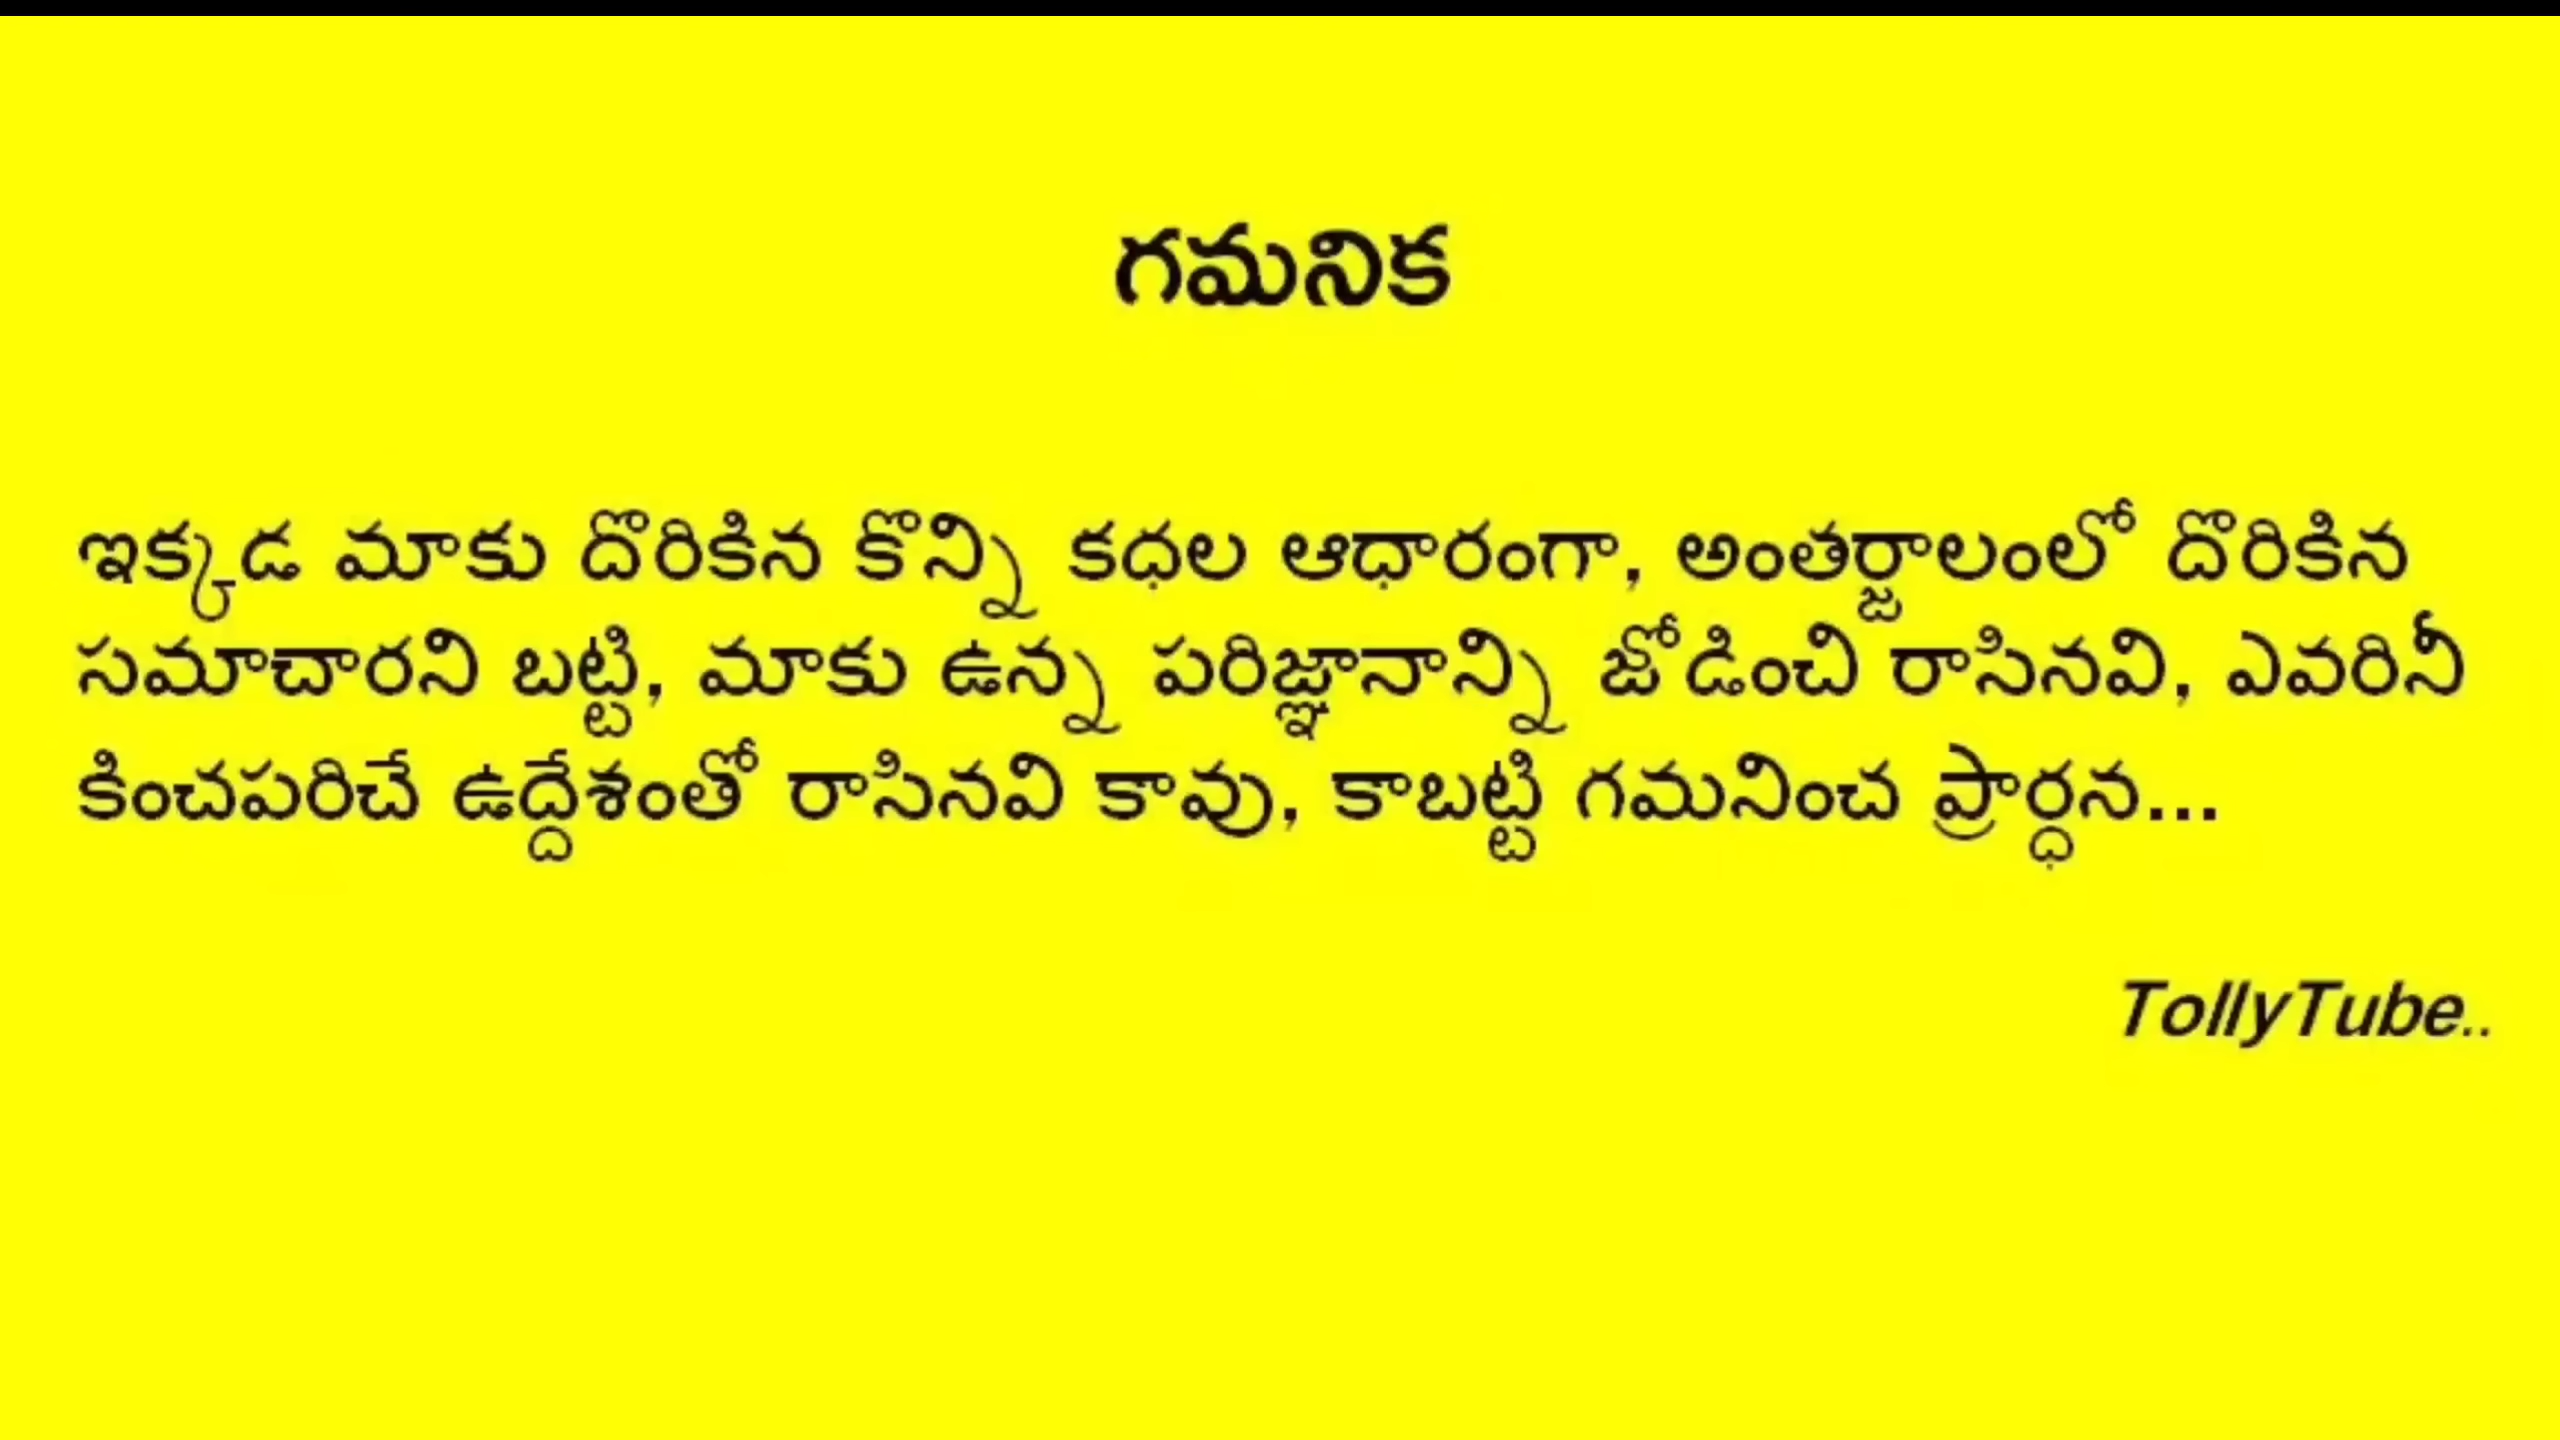 గమనిక
ఇక్కడ మాకు దొరికిన కొన్ని కధల ఆధారంగా, అంతర్జాలంలో దొరికిన
సమాచారని బట్టి, మాకు ఉన్న పరిజ్ఞానాన్ని జోడించి రాసినవి, ఎవరినీ
కించపరిచే ఉద్దేశంతో రాసినవి కావు, కాబట్టి గమనించ ప్రార్ధన...
TollyTube..